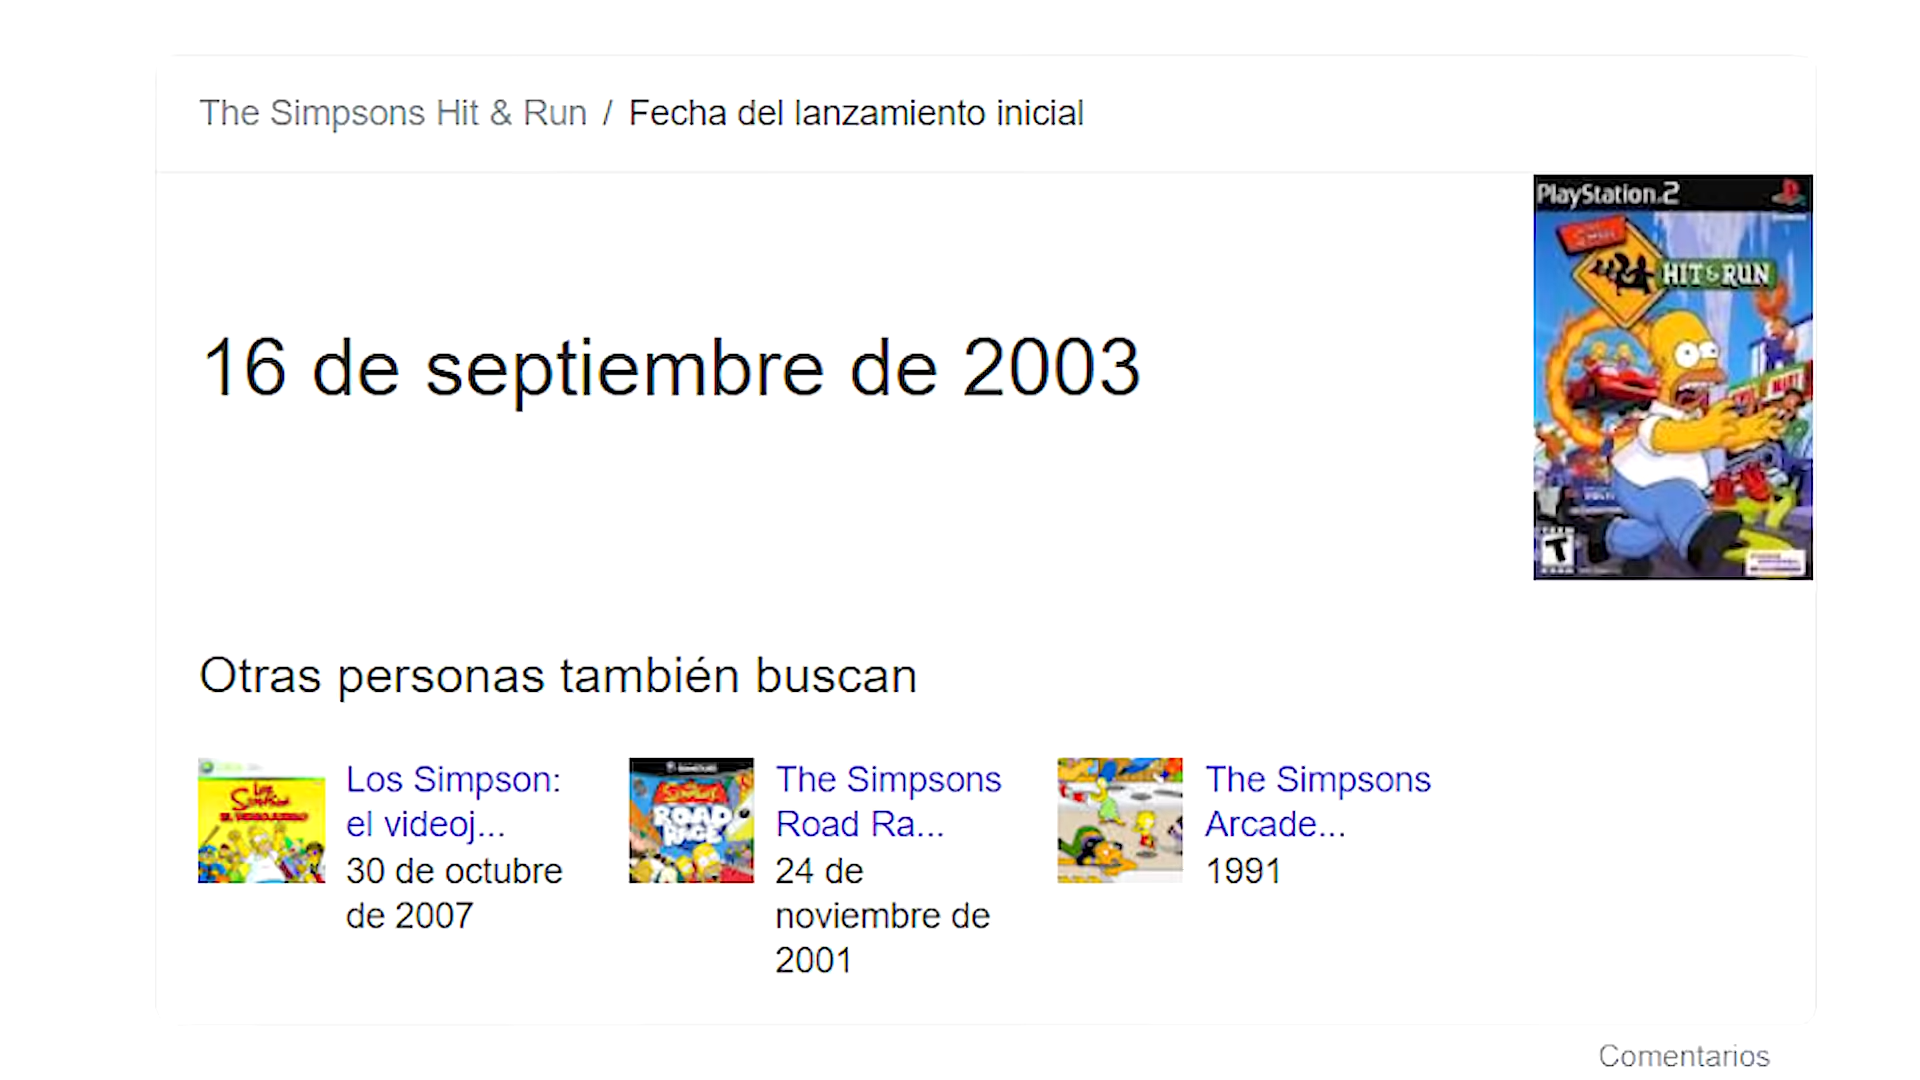 The Simpsons Hit & Run / Fecha del lanzamiento inicial
PlayStation 2
HIT & RUN
16 de septiembre de 2003
T
Otras personas también buscan
Los Simpson:
el videoj...
30 de octubre
de 2007
ROAD
RAGE
The Simpsons
Road Ra...
24 de
noviembre de
2001
The Simpsons
Arcade...
1991
Comentarios